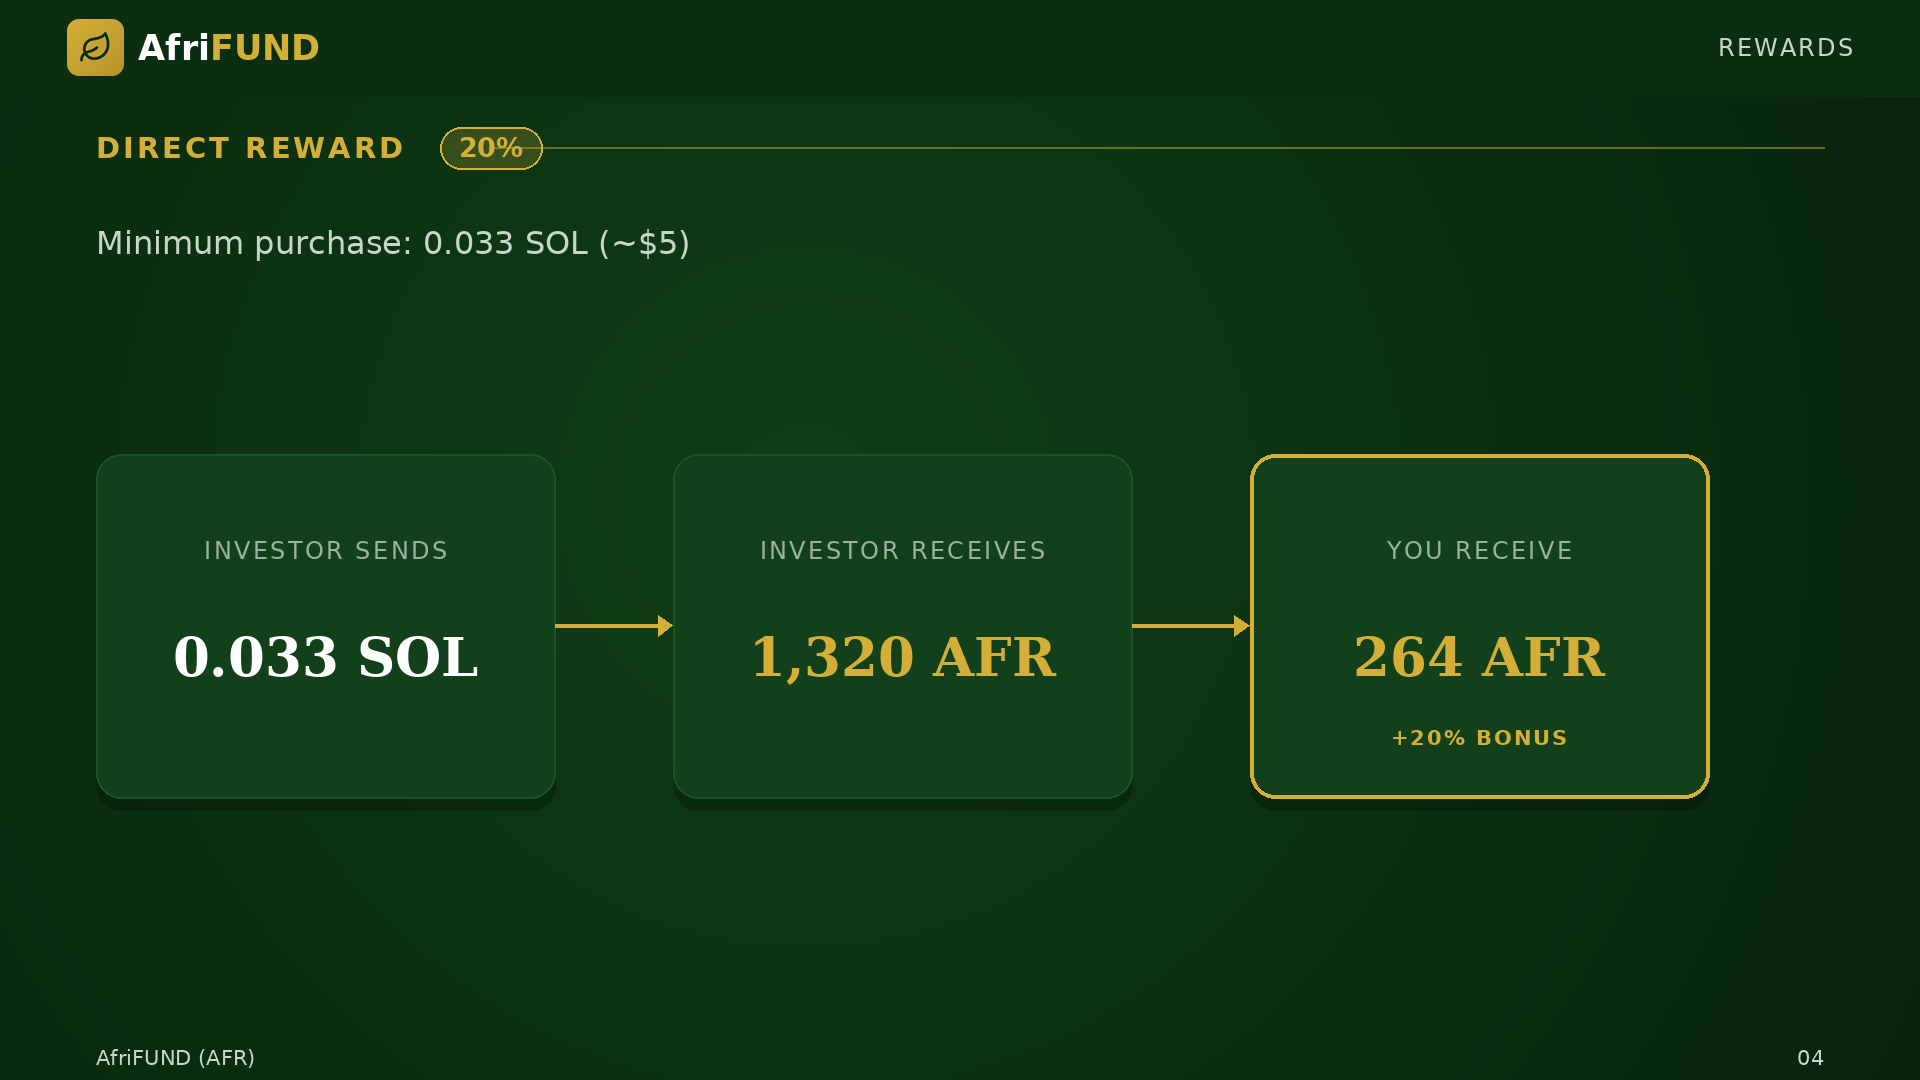 AfriFUND
REWARDS
DIRECT REWARD 20%
Minimum purchase: 0.033 SOL (~$5)
INVESTOR SENDS
0.033 SOL
INVESTOR RECEIVES
1,320 AFR
YOU RECEIVE
264 AFR
+20% BONUS
AfriFUND (AFR)
04